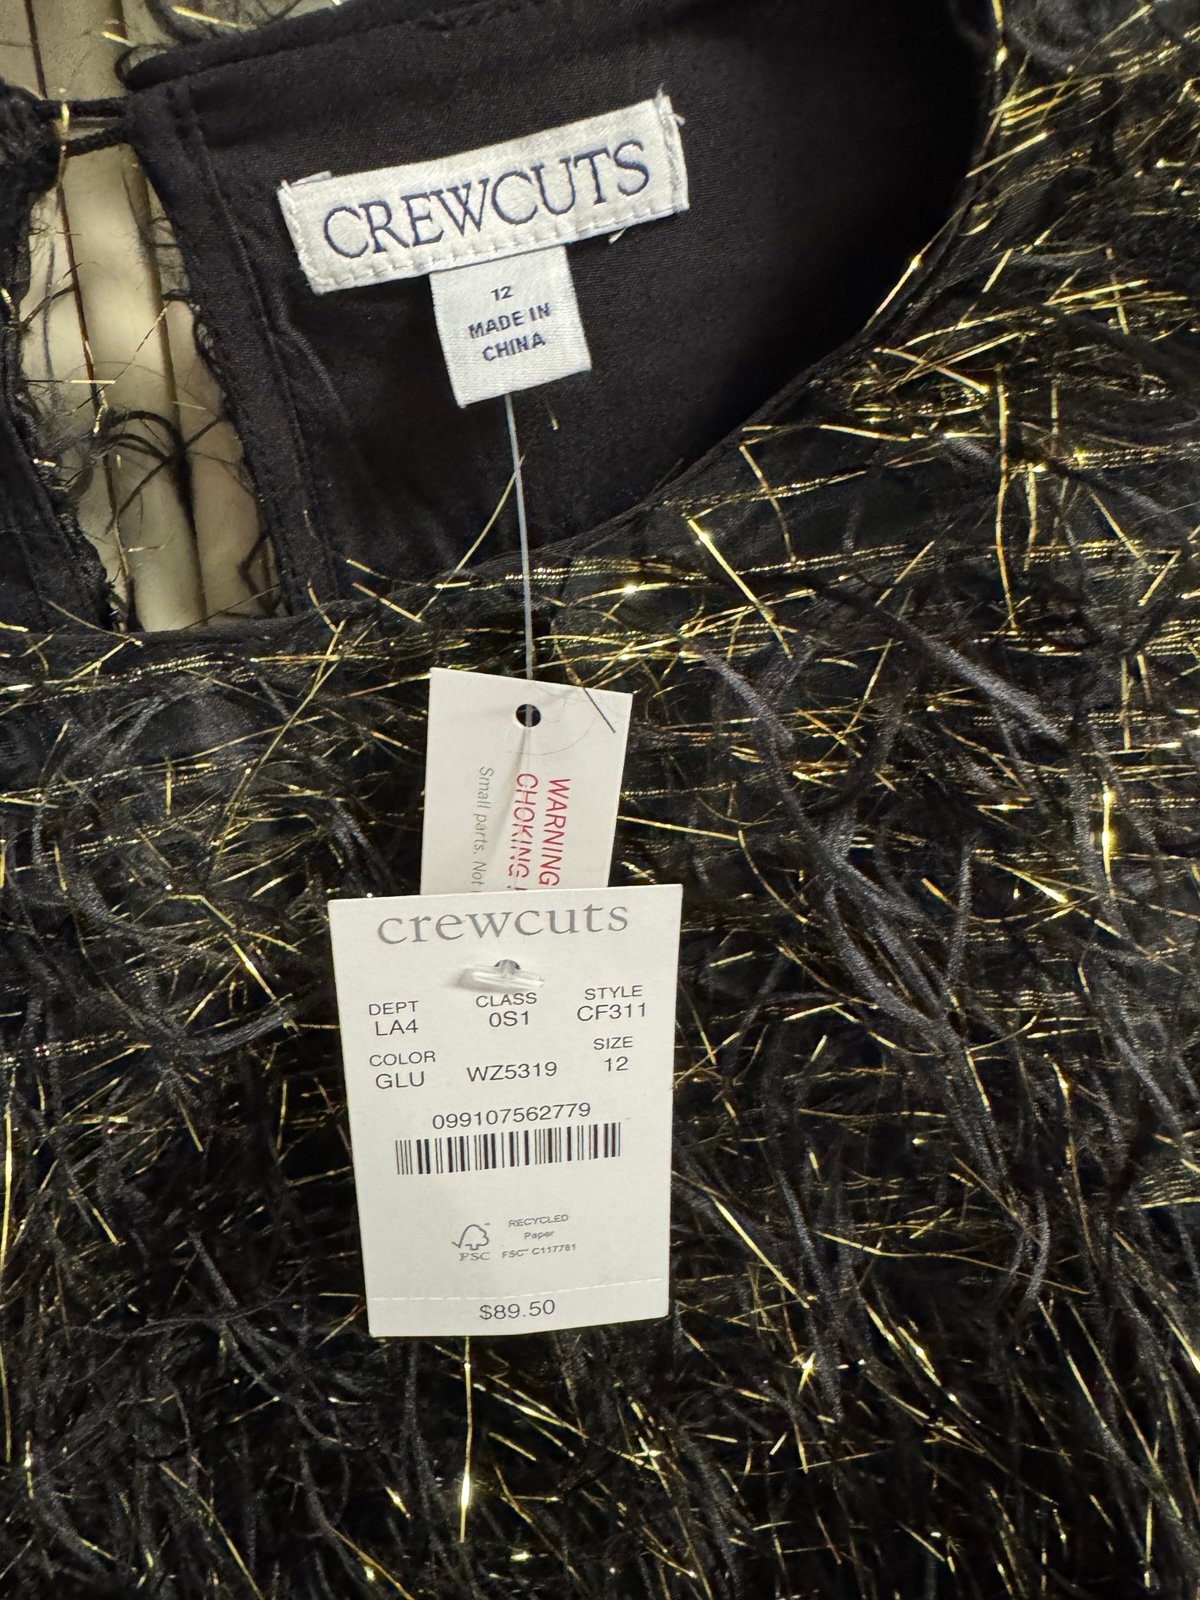 CREWCUTS
12
MADE IN
CHINA
WARNING
CHOKING
Small parts. Not
crewcuts
DEPT CLASS STYLE
LA4 0S1 CF311
COLOR SIZE
GLU WZ5319 12
099107562779
FSC
RECYCLED
Paper
FSC™ C117781
$89.50